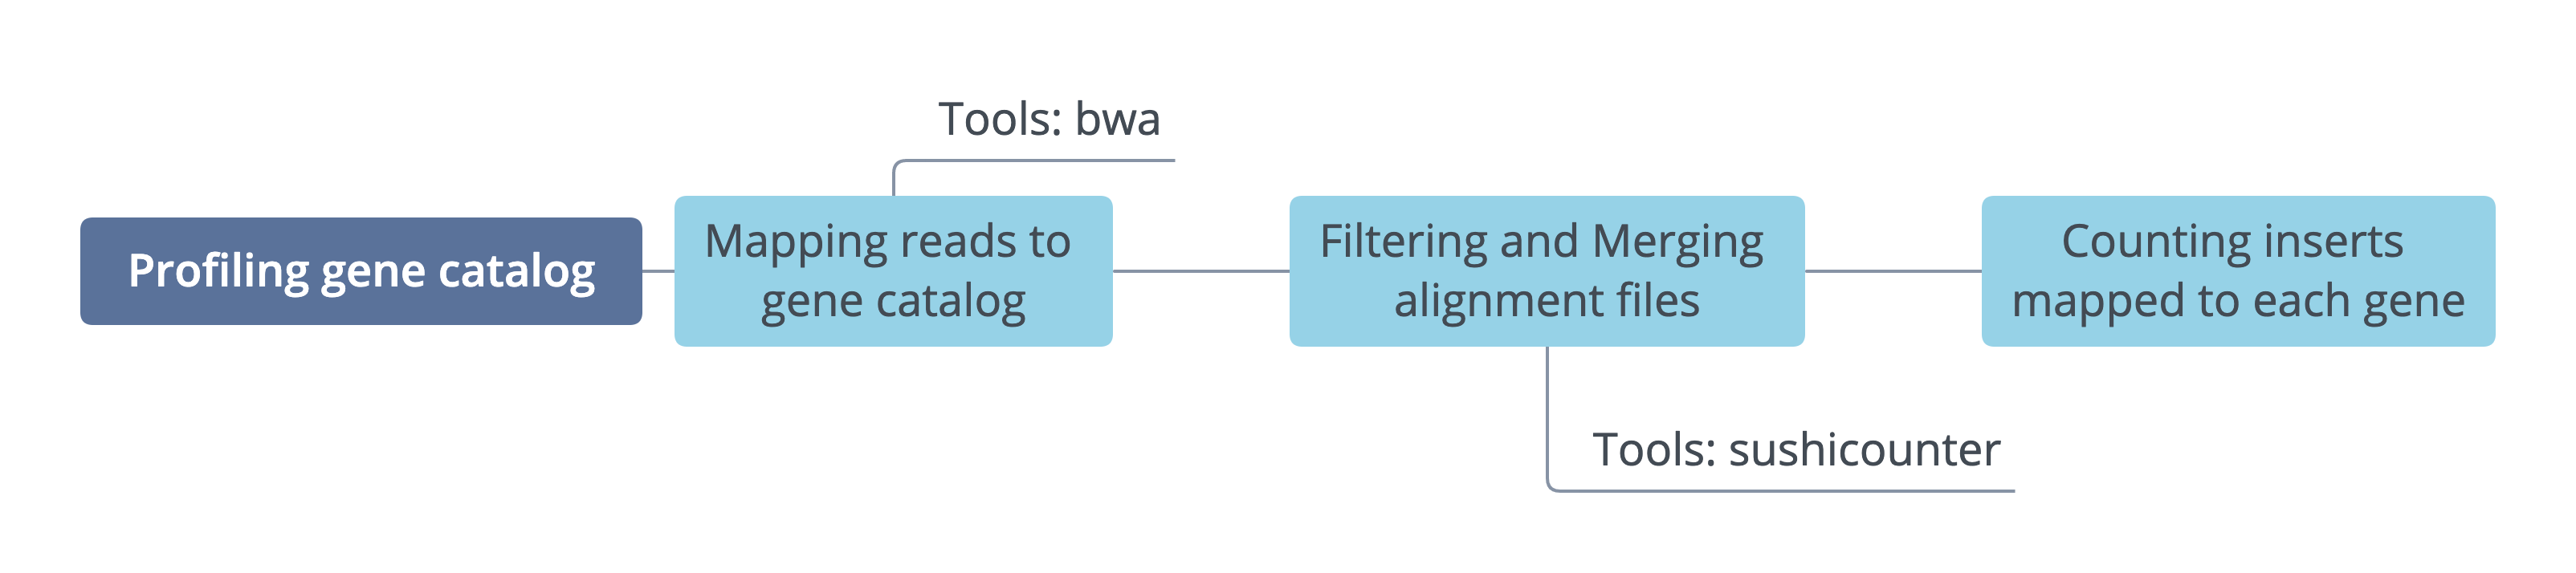 Tools: bwa
Profiling gene catalog
Mapping reads to
gene catalog
Filtering and Merging
alignment files
Counting inserts
mapped to each gene
Tools: sushicounter